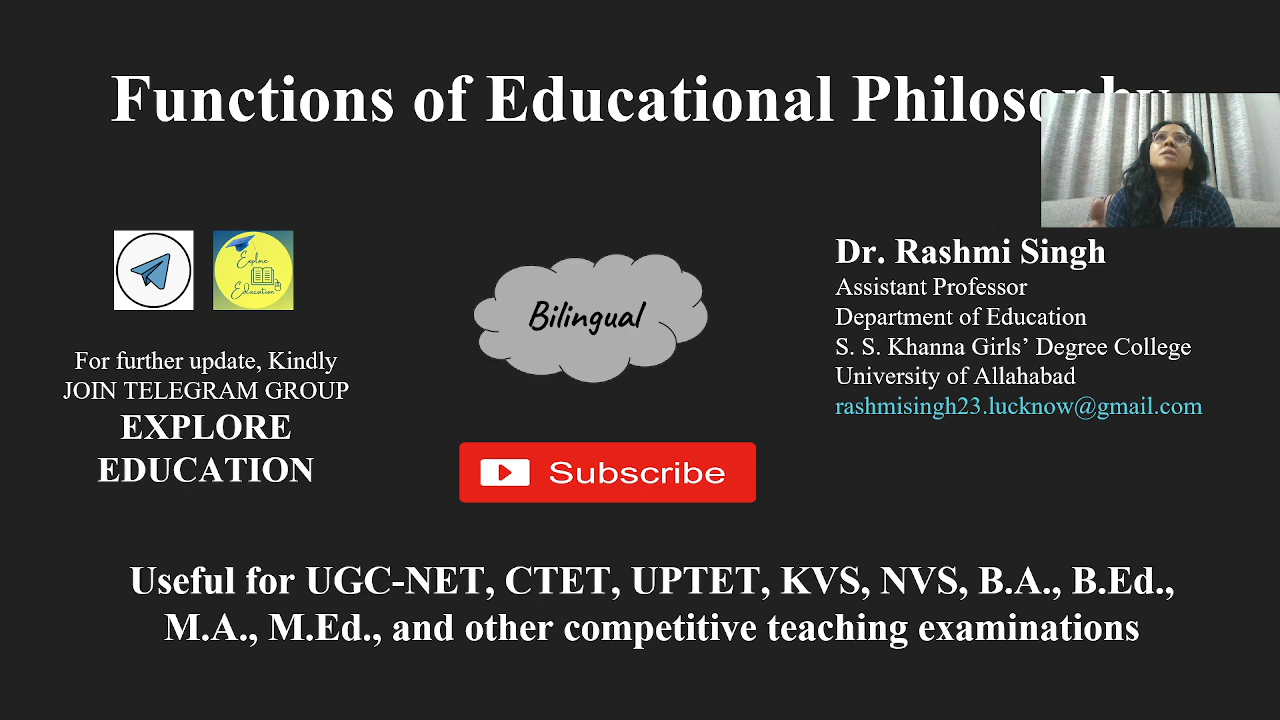 Functions of Educational Philosophy
Explore
Education
For further update, Kindly
JOIN TELEGRAM GROUP
EXPLORE
EDUCATION
Bilingual
Subscribe
Dr. Rashmi Singh
Assistant Professor
Department of Education
S. S. Khanna Girls’ Degree College
University of Allahabad
rashmisingh23.lucknow@gmail.com
Useful for UGC-NET, CTET, UPTET, KVS, NVS, B.A., B.Ed.,
M.A., M.Ed., and other competitive teaching examinations